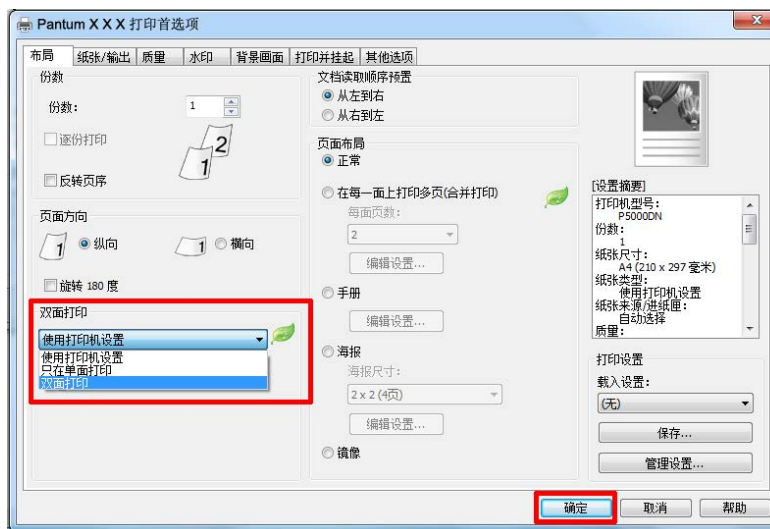 Pantum X X X 打印首选项
布局 纸张/输出 质量 水印 背景画面 打印并挂起 其他选项
份数
份数: 1
逐份打印
1 2
反转页序
页面方向
1 纵向 1 横向
旋转 180 度
双面打印
使用打印机设置
使用打印机设置
只在单面打印
双面打印
文档读取顺序预置
从左到右
从右到左
页面布局
正常
在每一面上打印多页(合并打印)
每面页数:
2
编辑设置...
手册
编辑设置...
海报
海报尺寸:
2 x 2 (4页)
编辑设置...
镜像
[设置摘要]
打印机型号:
P5000DN
份数:
1
纸张尺寸:
A4 (210 x 297 毫米)
纸张类型:
使用打印机设置
纸张来源/进纸匣:
自动选择
质量:
打印设置
载入设置:
(无)
保存...
管理设置...
确定 取消 帮助